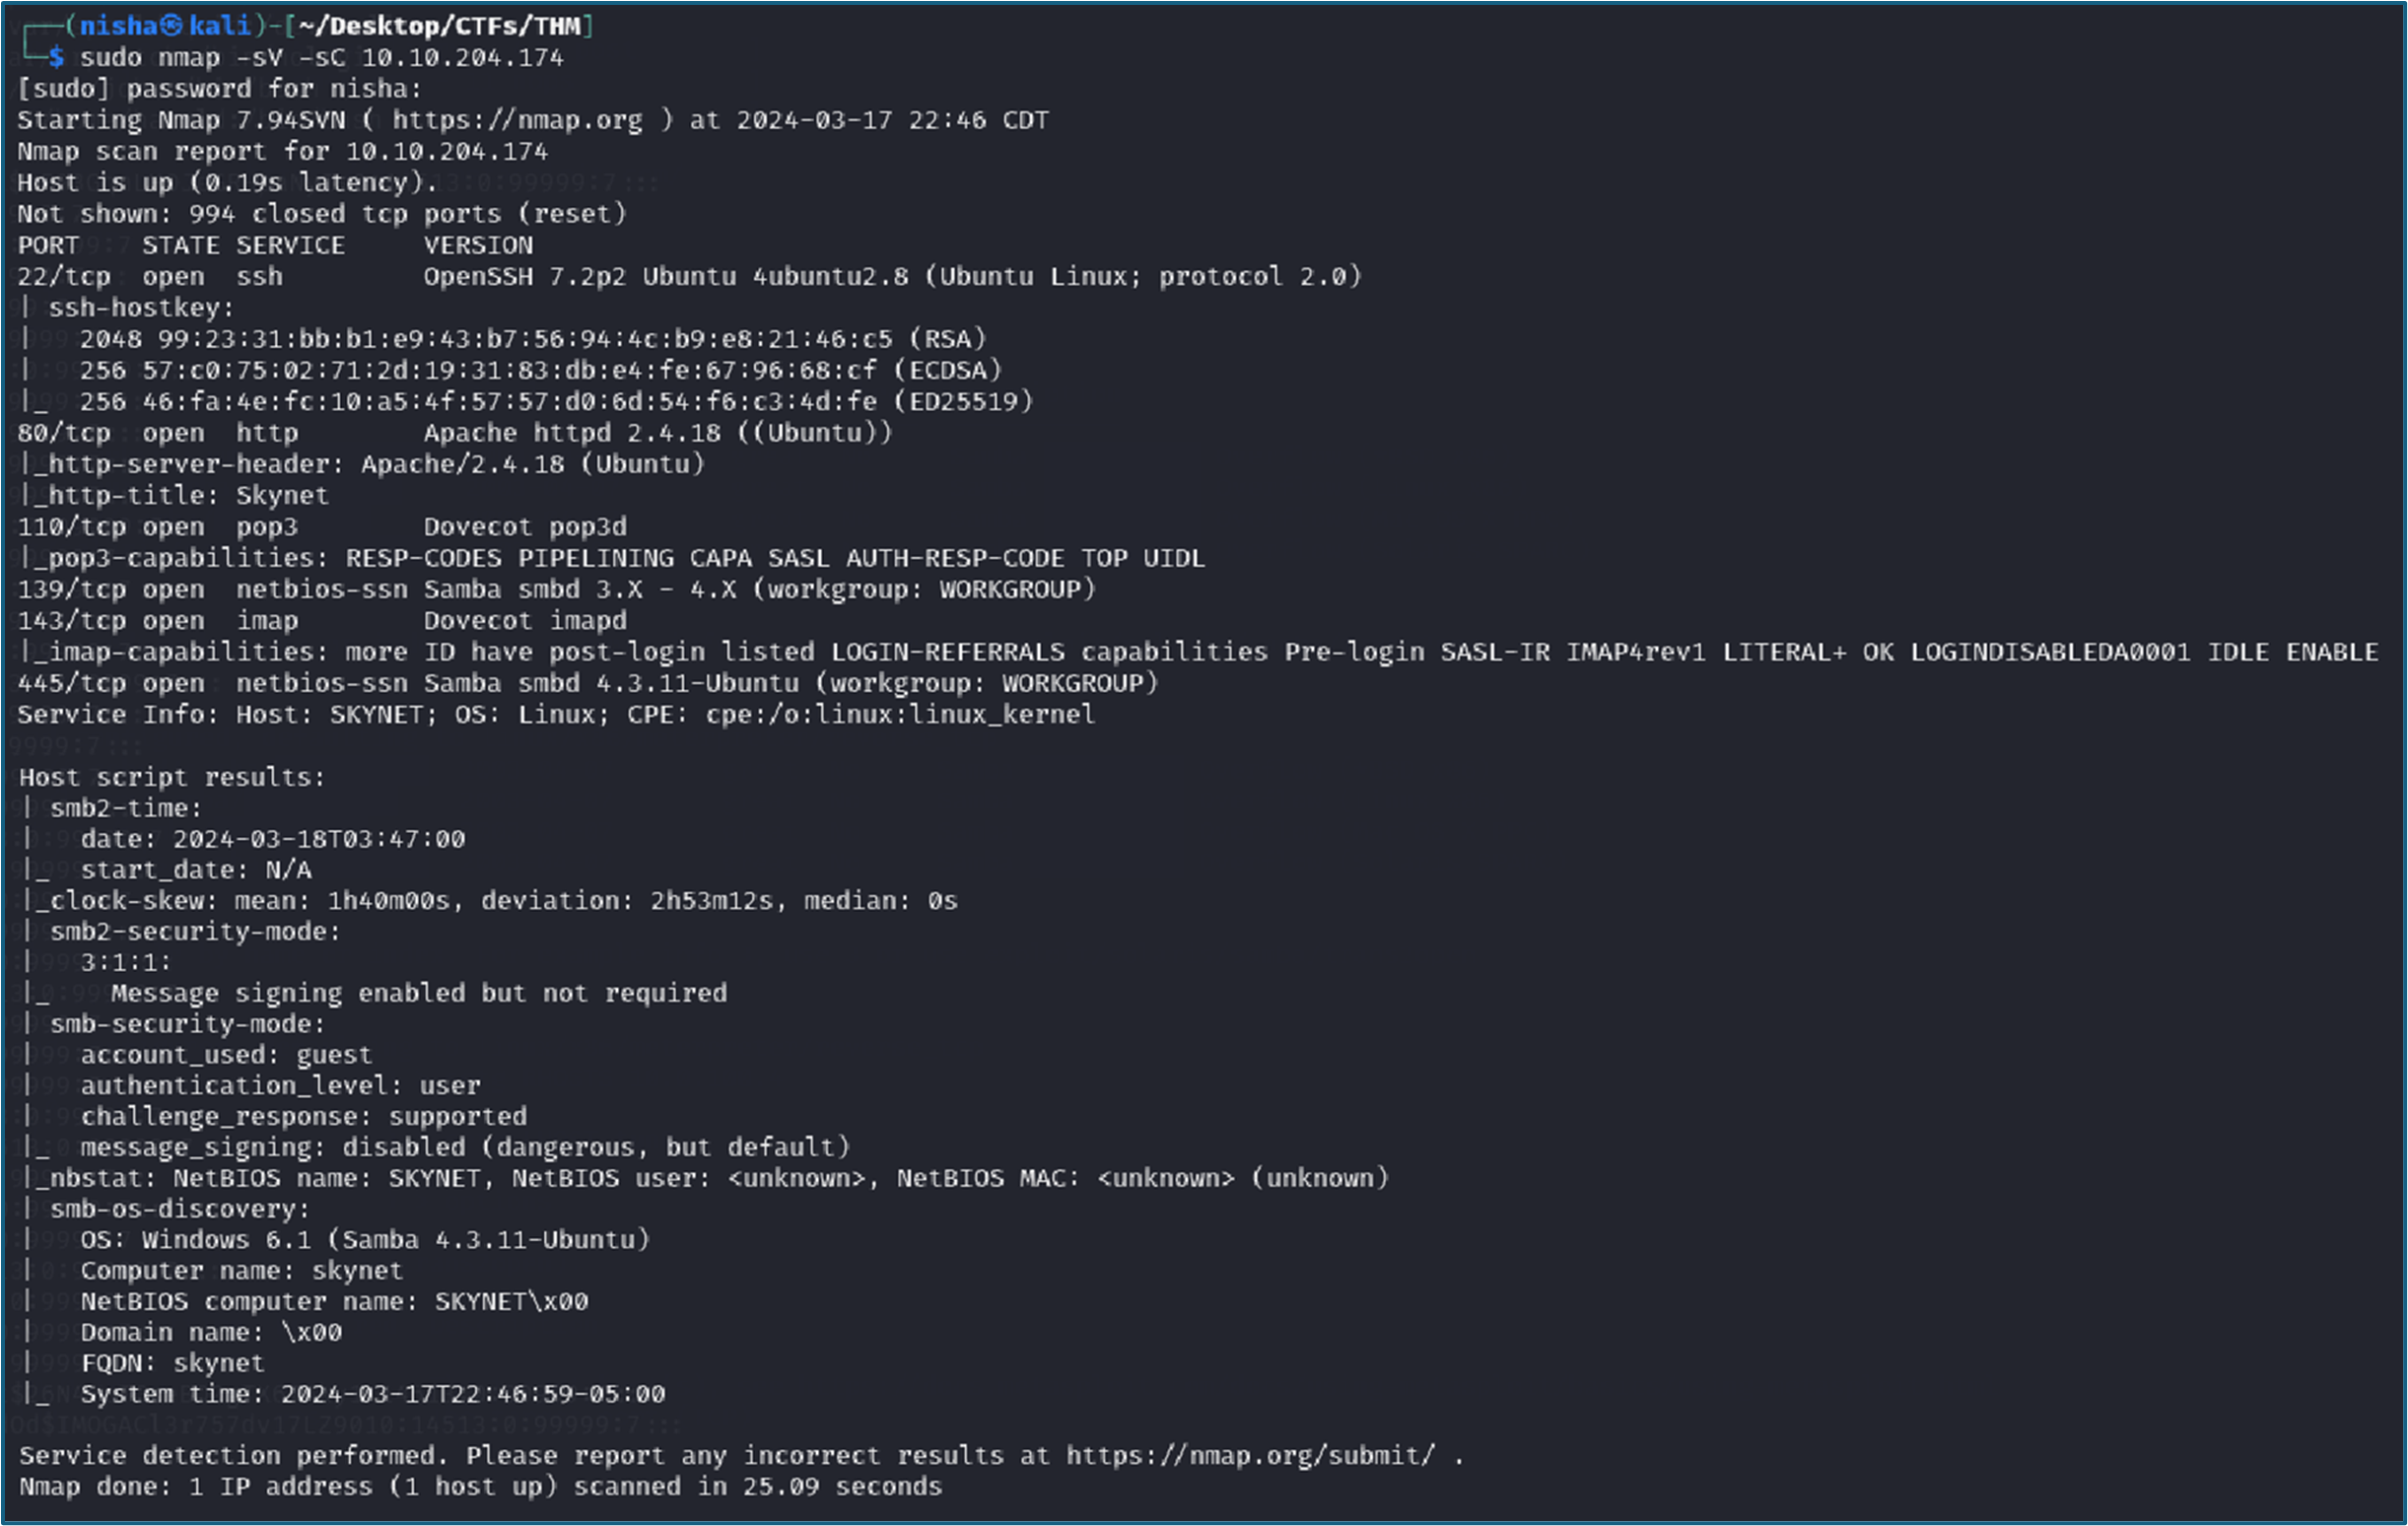 ┌──(nisha㉿kali)-[~/Desktop/CTFs/THM]
└─$ sudo nmap -sV -sC 10.10.204.174
[sudo] password for nisha:
Starting Nmap 7.94SVN ( https://nmap.org ) at 2024-03-17 22:46 CDT
Nmap scan report for 10.10.204.174
Host is up (0.19s latency).
Not shown: 994 closed tcp ports (reset)
PORT    STATE SERVICE     VERSION
22/tcp  open  ssh         OpenSSH 7.2p2 Ubuntu 4ubuntu2.8 (Ubuntu Linux; protocol 2.0)
| ssh-hostkey:
|   2048 99:23:31:bb:b1:e9:43:b7:56:94:4c:b9:e8:21:46:c5 (RSA)
|   256 57:c0:75:02:71:2d:19:31:83:db:e4:fe:67:96:68:cf (ECDSA)
|_  256 46:fa:4e:fc:10:a5:4f:57:57:d0:6d:54:f6:c3:4d:fe (ED25519)
80/tcp  open  http        Apache httpd 2.4.18 ((Ubuntu))
|_http-server-header: Apache/2.4.18 (Ubuntu)
|_http-title: Skynet
110/tcp open  pop3        Dovecot pop3d
|_pop3-capabilities: RESP-CODES PIPELINING CAPA SASL AUTH-RESP-CODE TOP UIDL
139/tcp open  netbios-ssn Samba smbd 3.X - 4.X (workgroup: WORKGROUP)
143/tcp open  imap        Dovecot imapd
|_imap-capabilities: more ID have post-login listed LOGIN-REFERRALS capabilities Pre-login SASL-IR IMAP4rev1 LITERAL+ OK LOGINDISABLEDA0001 IDLE ENABLE
445/tcp open  netbios-ssn Samba smbd 4.3.11-Ubuntu (workgroup: WORKGROUP)
Service Info: Host: SKYNET; OS: Linux; CPE: cpe:/o:linux:linux_kernel
Host script results:
| smb2-time:
|   date: 2024-03-18T03:47:00
|_  start_date: N/A
|_clock-skew: mean: 1h40m00s, deviation: 2h53m12s, median: 0s
| smb2-security-mode:
|   3:1:1:
|_    Message signing enabled but not required
| smb-security-mode:
|   account_used: guest
|   authentication_level: user
|   challenge_response: supported
|_  message_signing: disabled (dangerous, but default)
|_nbstat: NetBIOS name: SKYNET, NetBIOS user: <unknown>, NetBIOS MAC: <unknown> (unknown)
| smb-os-discovery:
|   OS: Windows 6.1 (Samba 4.3.11-Ubuntu)
|   Computer name: skynet
|   NetBIOS computer name: SKYNET\x00
|   Domain name: \x00
|   FQDN: skynet
|_  System time: 2024-03-17T22:46:59-05:00
Service detection performed. Please report any incorrect results at https://nmap.org/submit/ .
Nmap done: 1 IP address (1 host up) scanned in 25.09 seconds